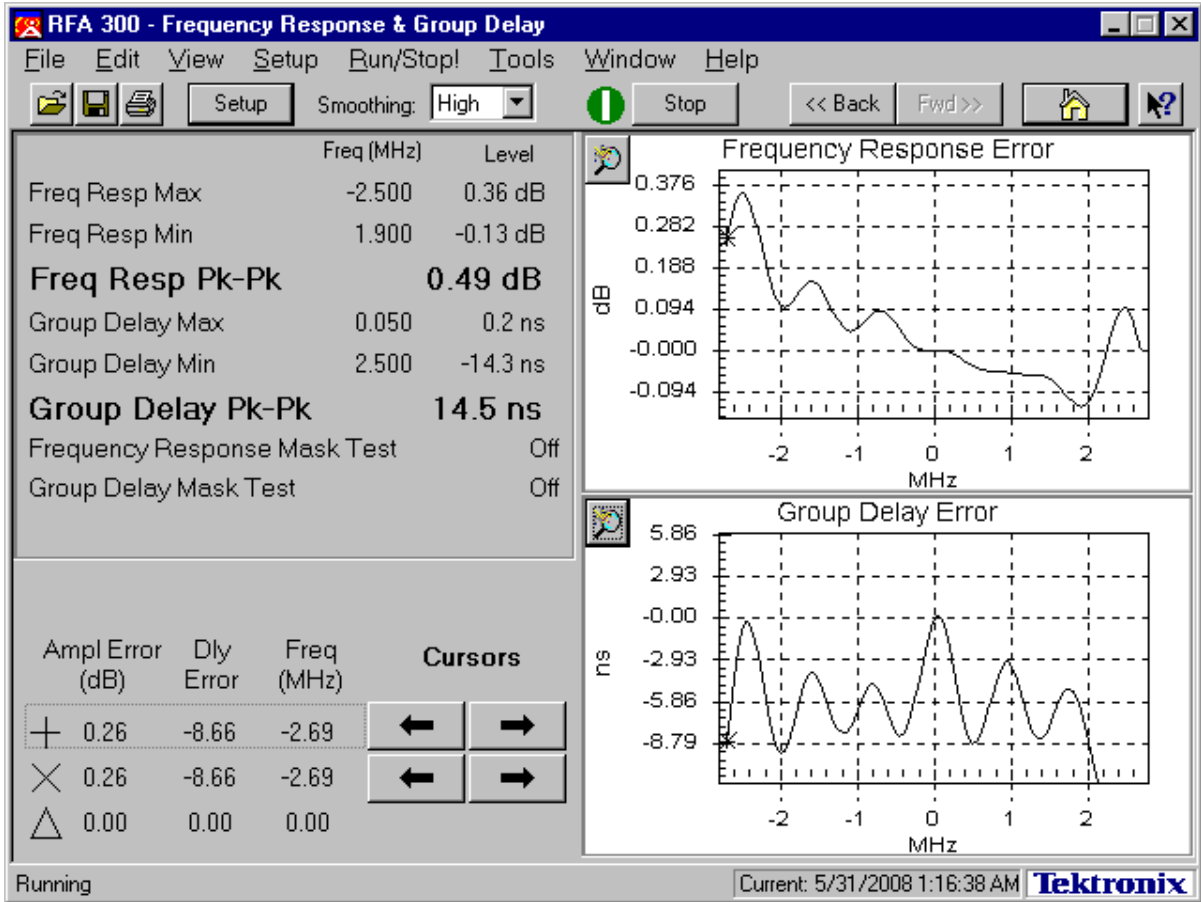 RFA 300 - Frequency Response & Group Delay
File Edit View Setup Run/Stop! Tools Window Help
Setup Smoothing: High Stop << Back Fwd >>
Freq (MHz) Level
Freq Resp Max -2.500 0.36 dB
Freq Resp Min 1.900 -0.13 dB
Freq Resp Pk-Pk 0.49 dB
Group Delay Max 0.050 0.2 ns
Group Delay Min 2.500 -14.3 ns
Group Delay Pk-Pk 14.5 ns
Frequency Response Mask Test Off
Group Delay Mask Test Off
Frequency Response Error
0.376
0.282
0.188
0.094
-0.000
-0.094
dB
-2 -1 0 1 2
MHz
Group Delay Error
5.86
2.93
-0.00
-2.93
-5.86
-8.79
ns
-2 -1 0 1 2
MHz
Ampl Error (dB) Dly Error Freq (MHz) Cursors
0.26 -8.66 -2.69
0.26 -8.66 -2.69
0.00 0.00 0.00
Running Current: 5/31/2008 1:16:38 AM Tektronix